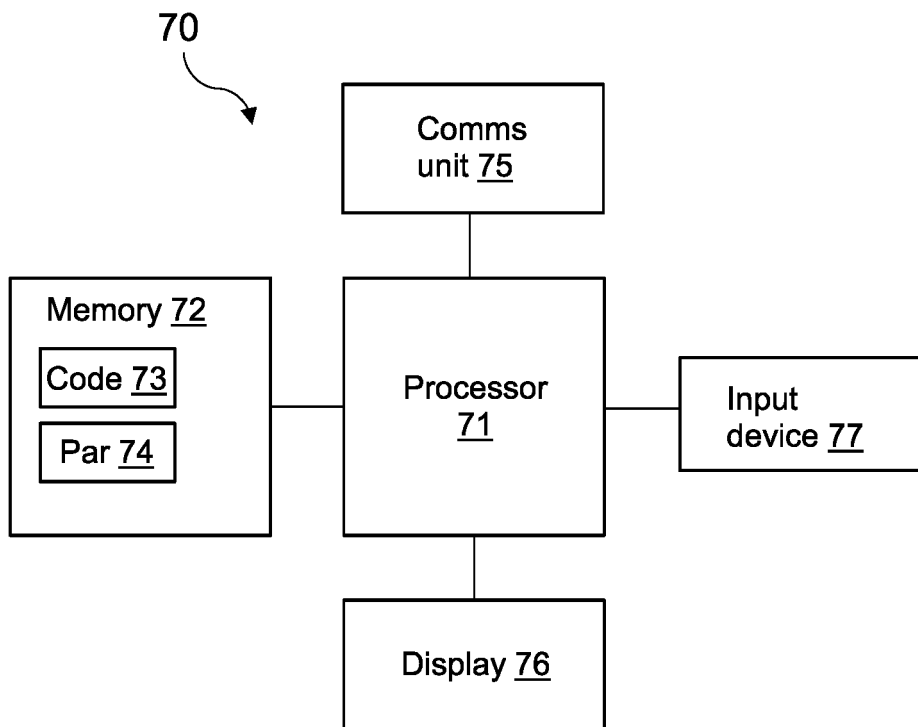 70
Comms
unit 75
Memory 72
Code 73
Par 74
Processor
71
Input
device 77
Display 76